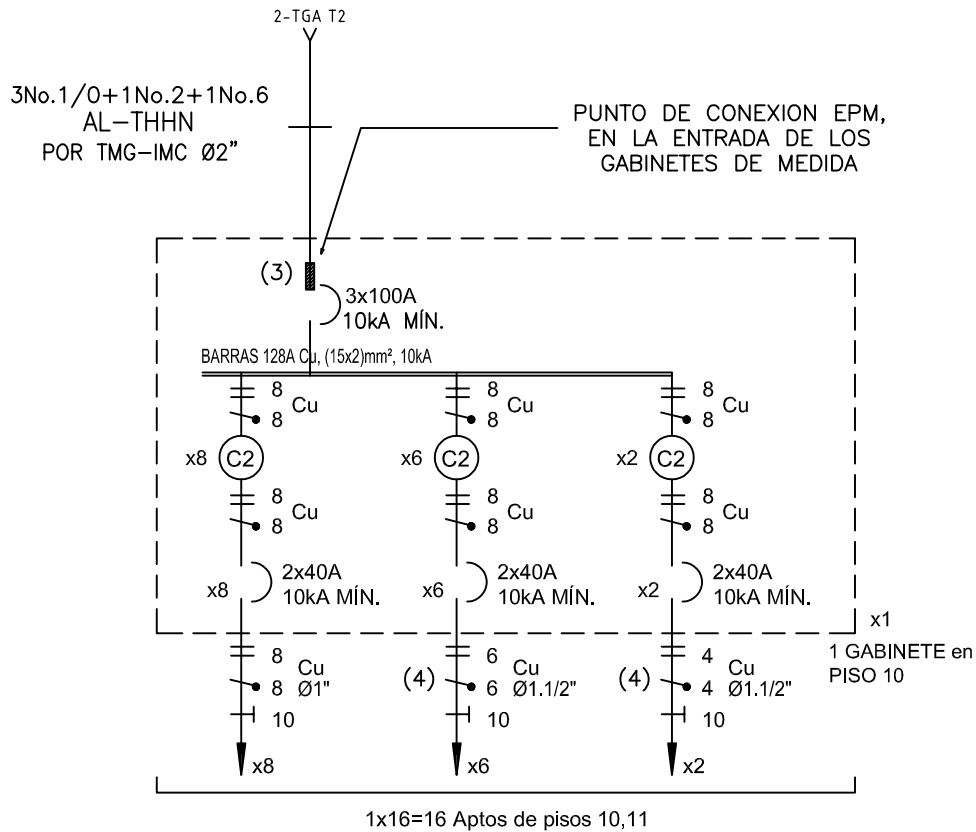 2-TGA T2
3No.1/0+1No.2+1No.6
AL-THHN
POR TMG-IMC Ø2"
PUNTO DE CONEXION EPM,
EN LA ENTRADA DE LOS
GABINETES DE MEDIDA
(3)
3x100A
10kA MÍN.
BARRAS 128A Cu, (15x2)mm², 10kA
8
8
Cu
8
8
Cu
8
8
Cu
x8
C2
x6
C2
x2
C2
8
8
Cu
8
8
Cu
8
8
Cu
x8
2x40A
10kA MÍN.
x6
2x40A
10kA MÍN.
x2
2x40A
10kA MÍN.
x1
1 GABINETE en
PISO 10
8
8
Cu
Ø1"
10
(4)
6
6
Cu
Ø1.1/2"
10
(4)
4
4
Cu
Ø1.1/2"
10
x8
x6
x2
1x16=16 Aptos de pisos 10,11